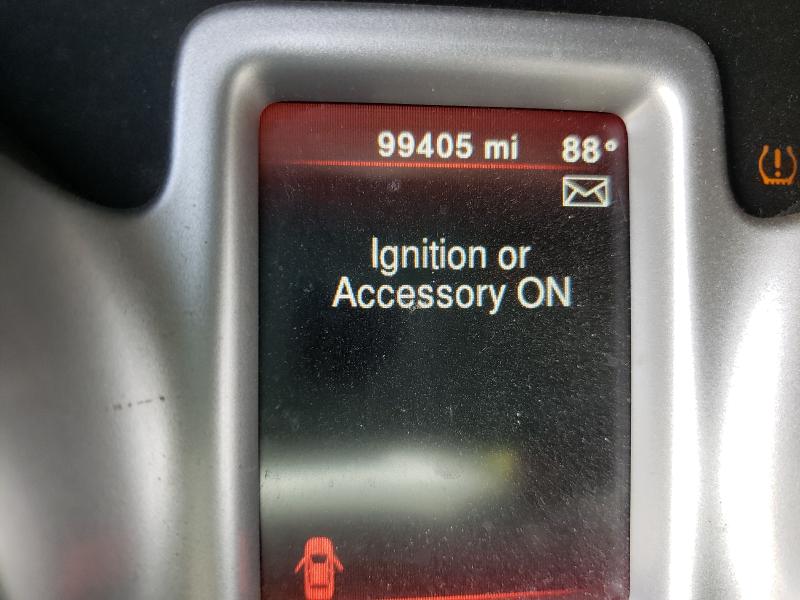 99405 mi 88°
Ignition or
Accessory ON